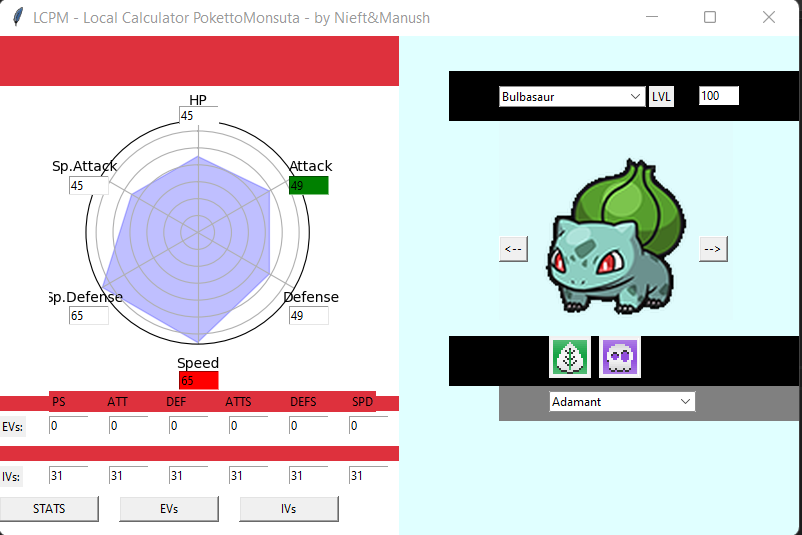 LCPM - Local Calculator PokettoMonsuta - by Nieft&Manush
HP
45
Sp.Attack
45
Attack
49
Sp.Defense
65
Defense
49
Speed
65
PS ATT DEF ATTS DEFS SPD
EVs: 0 0 0 0 0 0
IVs: 31 31 31 31 31 31
STATS EVs IVs
Bulbasaur LVL 100
<-- -->
Adamant